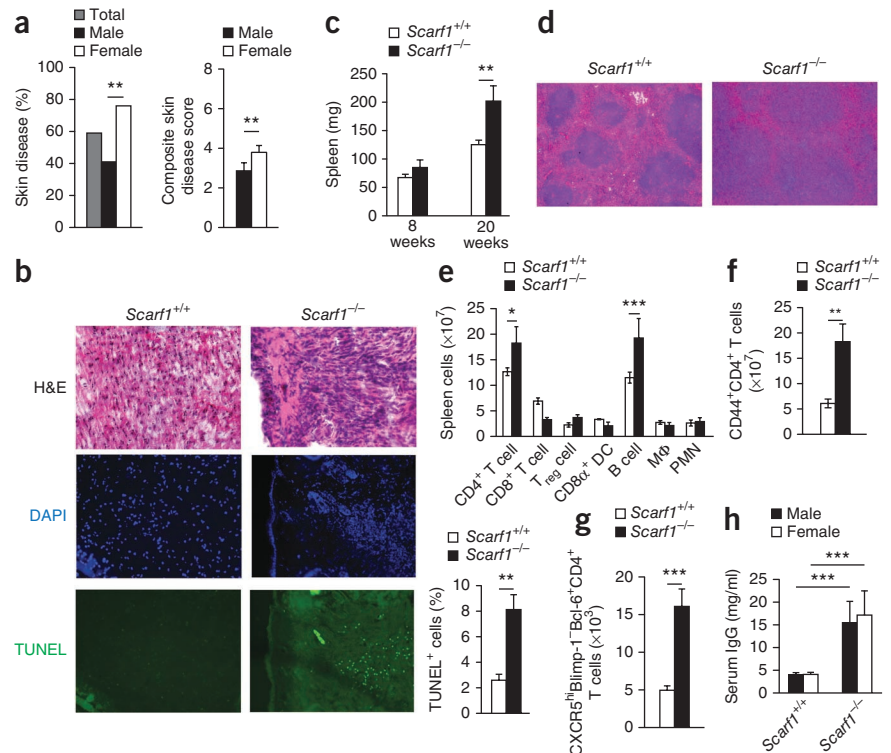 a
Total
Male
Female
Skin disease (%)
100
80
60
40
20
0
**
Male
Female
Composite skin
disease score
8
6
4
2
0
**
b
Scarf1+/+
Scarf1–/–
H&E
DAPI
TUNEL
Scarf1+/+
Scarf1–/–
TUNEL+ cells (%)
10
8
6
4
2
0
**
c
Scarf1+/+
Scarf1–/–
Spleen (mg)
250
200
150
100
50
0
**
8
weeks
20
weeks
d
Scarf1+/+
Scarf1–/–
e
Scarf1+/+
Scarf1–/–
Spleen cells (×10⁷)
25
20
15
10
5
0
*
***
CD4+ T cell
CD8+ T cell
Treg cell
CD8α+ DC
B cell
MΦ
PMN
f
Scarf1+/+
Scarf1–/–
CD44+CD4+ T cells
(×10⁷)
25
20
15
10
5
0
**
g
Scarf1+/+
Scarf1–/–
CXCR5hiBlimp-1–Bcl-6+CD4+
T cells (×10³)
20
15
10
5
0
***
h
Male
Female
Serum IgG (mg/ml)
25
20
15
10
5
0
***
***
Scarf1+/+
Scarf1–/–